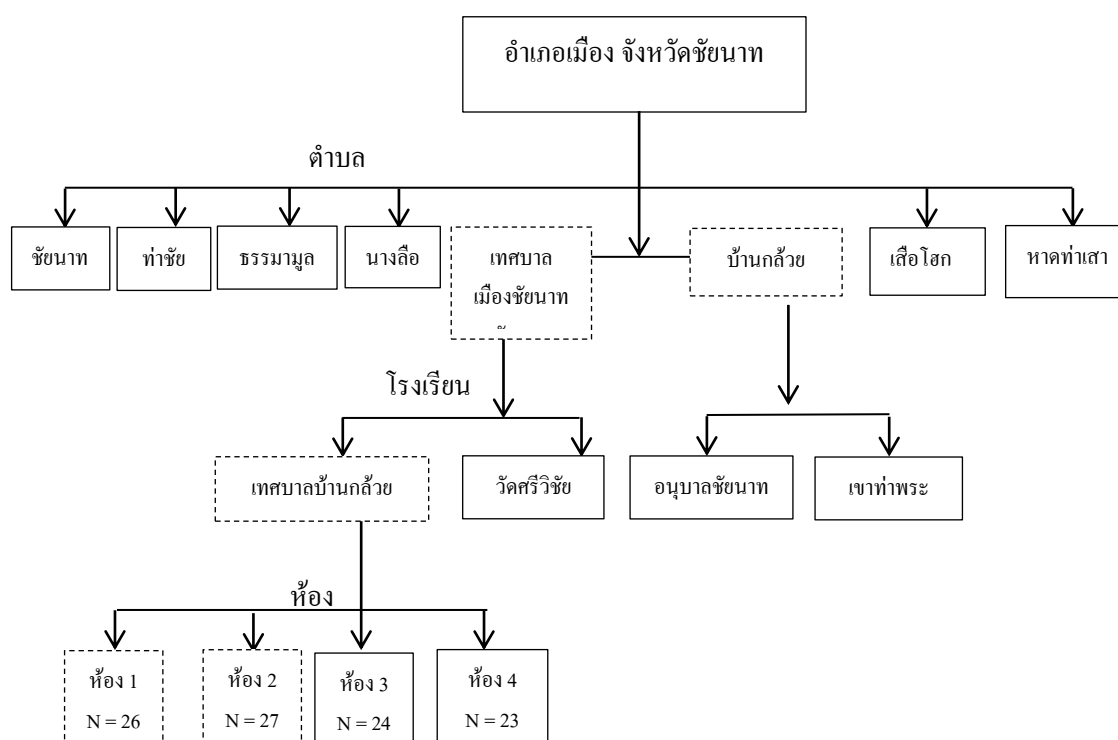 อำเภอเมือง จังหวัดชัยนาท
ตำบล
ชัยนาท
ท่าชัย
ธรรมามูล
นางลือ
เทศบาล
เมืองชัยนาท
บ้านกล้วย
เสือโฮก
หาดท่าเสา
โรงเรียน
เทศบาลบ้านกล้วย
วัดศรีวิชัย
อนุบาลชัยนาท
เขาท่าพระ
ห้อง
ห้อง 1
N = 26
ห้อง 2
N = 27
ห้อง 3
N = 24
ห้อง 4
N = 23